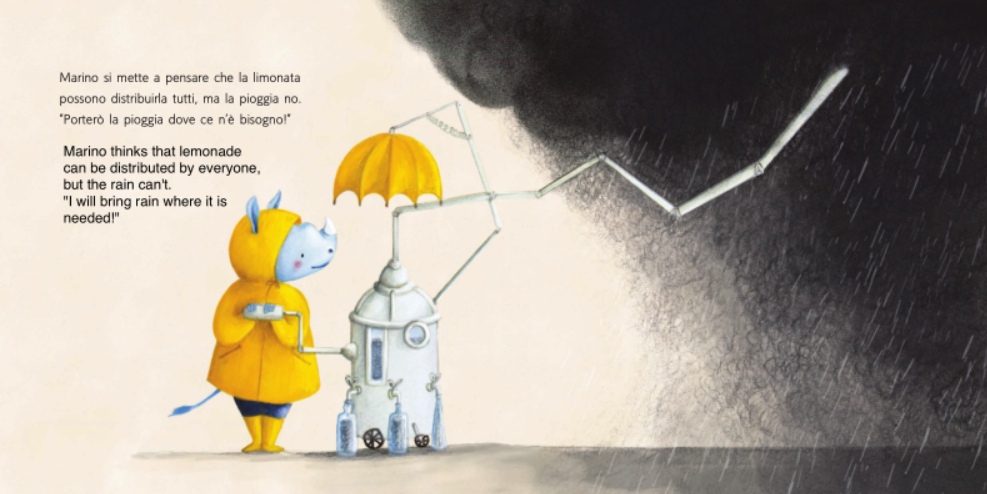 Marino si mette a pensare che la limonata
possono distribuirla tutti, ma la pioggia no.
"Porterò la pioggia dove ce n'è bisogno!"
Marino thinks that lemonade
can be distributed by everyone,
but the rain can't.
"I will bring rain where it is
needed!"